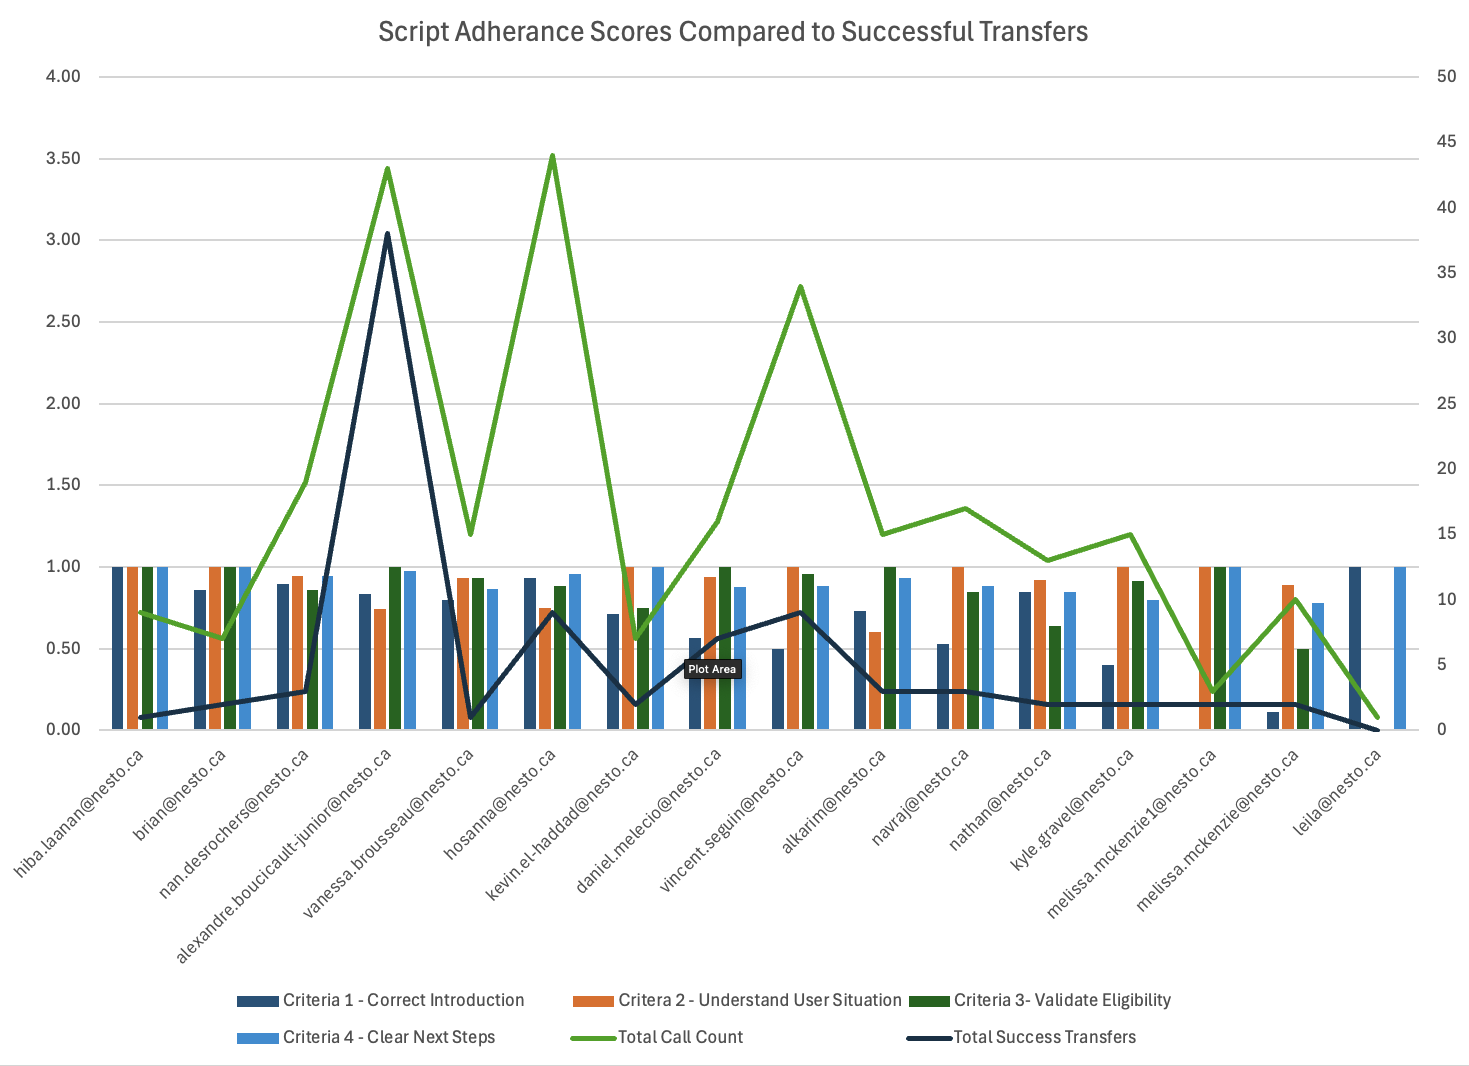 Script Adherance Scores Compared to Successful Transfers
4.00
3.50
3.00
2.50
2.00
1.50
1.00
0.50
0.00
50
45
40
35
30
25
20
15
10
5
0
Plot Area
hiba.laanan@nesto.ca
brian@nesto.ca
nan.desrochers@nesto.ca
alexandre.boucicault-junior@nesto.ca
vanessa.brousseau@nesto.ca
hosanna@nesto.ca
kevin.el-haddad@nesto.ca
daniel.melecio@nesto.ca
vincent.seguin@nesto.ca
alkarim@nesto.ca
navraj@nesto.ca
nathan@nesto.ca
kyle.gravel@nesto.ca
melissa.mckenzie1@nesto.ca
melissa.mckenzie@nesto.ca
leila@nesto.ca
Criteria 1 - Correct Introduction
Critera 2 - Understand User Situation
Criteria 3- Validate Eligibility
Criteria 4 - Clear Next Steps
Total Call Count
Total Success Transfers